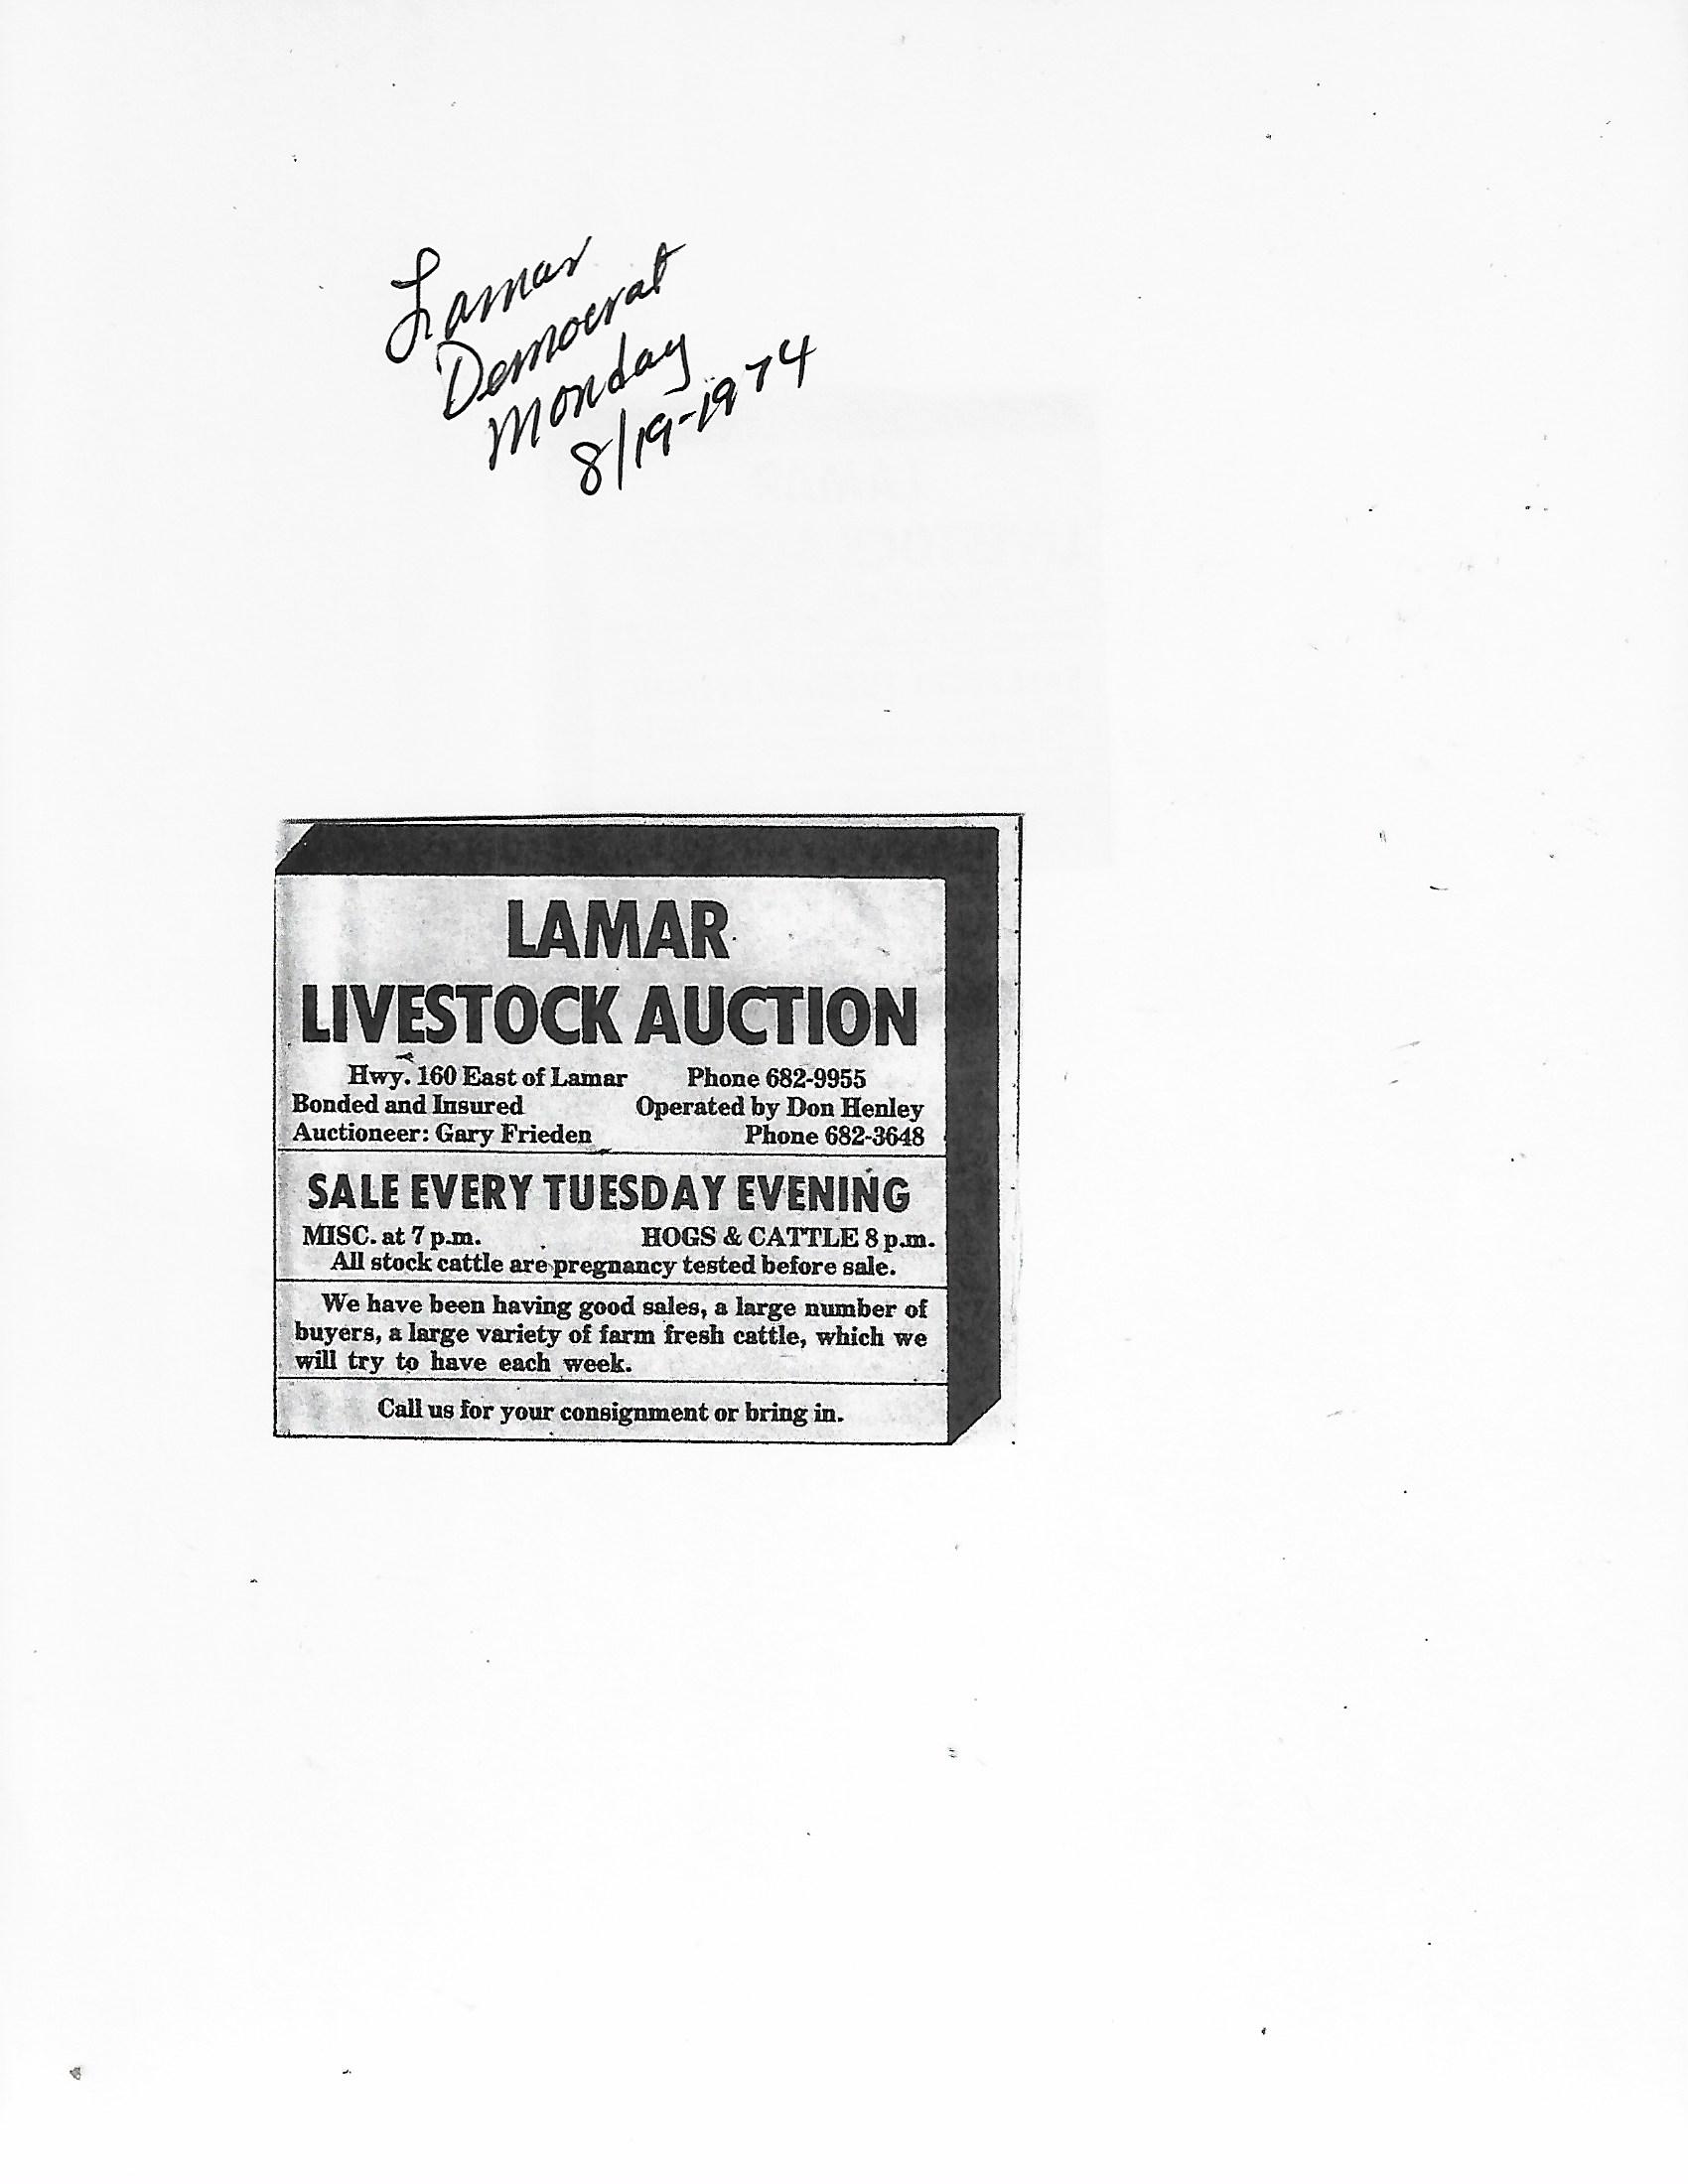 Lamar
Democrat
Monday
8/19-1974
LAMAR
LIVESTOCK AUCTION
Hwy. 160 East of Lamar Phone 682-9955
Bonded and Insured Operated by Don Henley
Auctioneer: Gary Frieden Phone 682-3648
SALE EVERY TUESDAY EVENING
MISC. at 7 p.m. HOGS & CATTLE 8 p.m.
All stock cattle are pregnancy tested before sale.
We have been having good sales, a large number of
buyers, a large variety of farm fresh cattle, which we
will try to have each week.
Call us for your consignment or bring in.